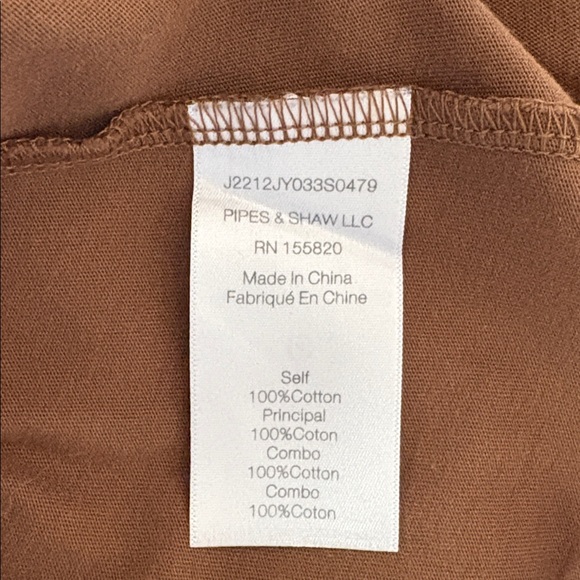 J2212JY033S0479
PIPES & SHAW LLC
RN 155820
Made In China
Fabriqué En Chine
Self
100%Cotton
Principal
100%Coton
Combo
100%Cotton
Combo
100%Coton